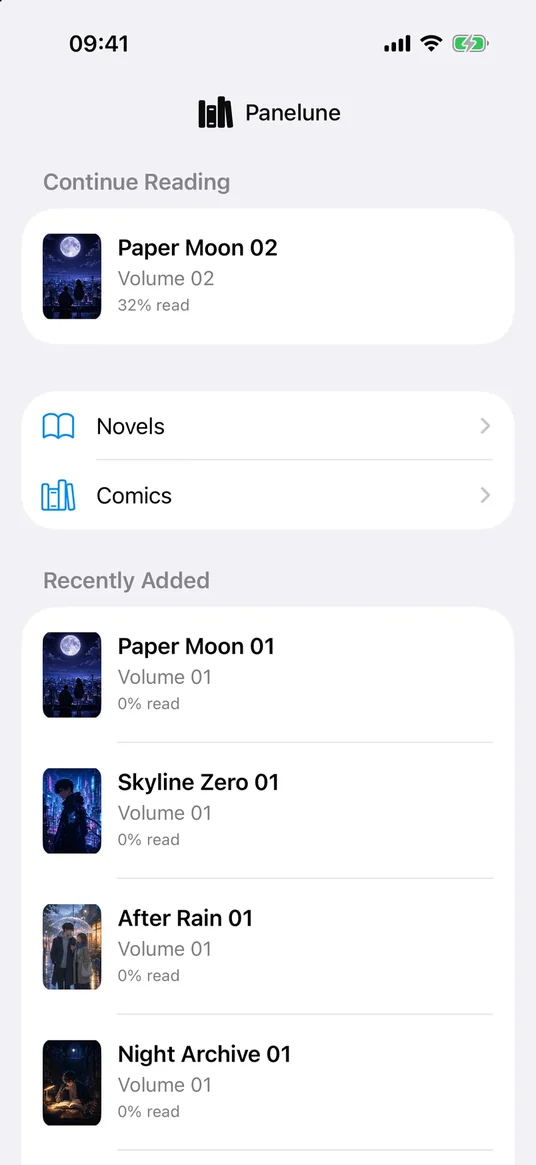 09:41
Panelune
Continue Reading
Paper Moon 02
Volume 02
32% read
Novels
Comics
Recently Added
Paper Moon 01
Volume 01
0% read
Skyline Zero 01
Volume 01
0% read
After Rain 01
Volume 01
0% read
Night Archive 01
Volume 01
0% read